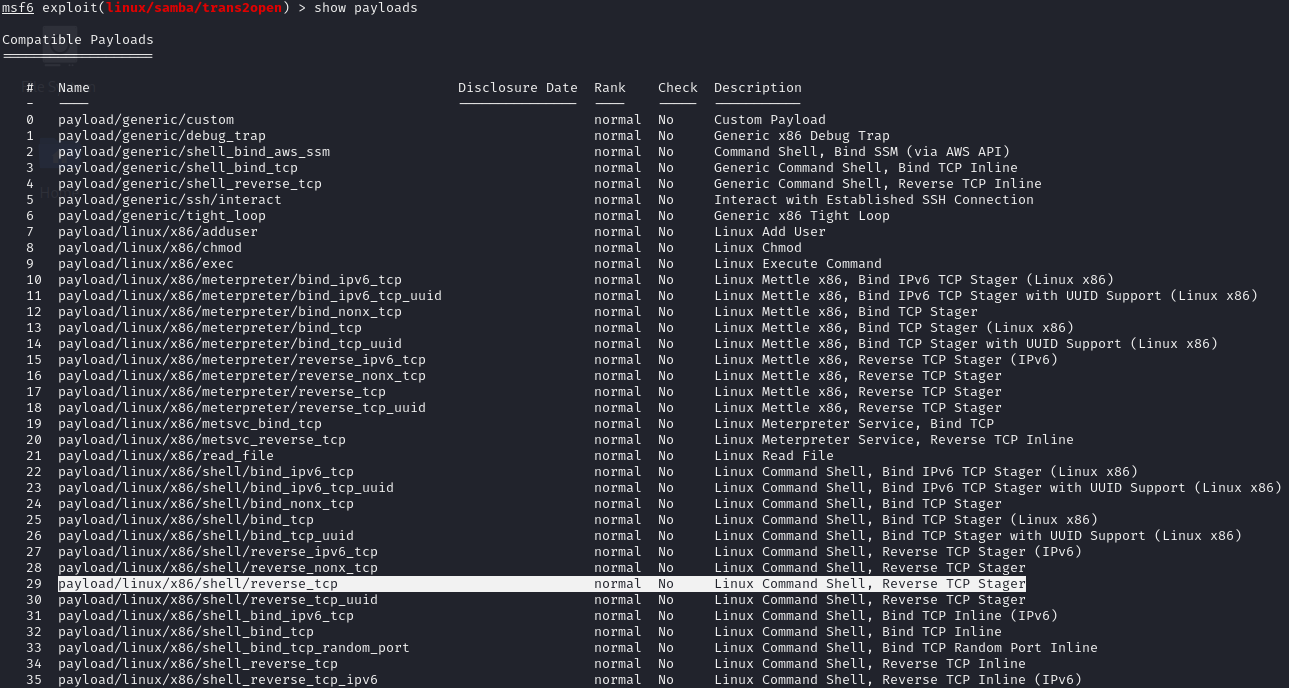 msf6 exploit(linux/samba/trans2open) > show payloads
Compatible Payloads
# Name Disclosure Date Rank Check Description
- ---- --------------- ---- ----- -----------
0 payload/generic/custom normal No Custom Payload
1 payload/generic/debug_trap normal No Generic x86 Debug Trap
2 payload/generic/shell_bind_aws_ssm normal No Command Shell, Bind SSM (via AWS API)
3 payload/generic/shell_bind_tcp normal No Generic Command Shell, Bind TCP Inline
4 payload/generic/shell_reverse_tcp normal No Generic Command Shell, Reverse TCP Inline
5 payload/generic/ssh/interact normal No Interact with Established SSH Connection
6 payload/generic/tight_loop normal No Generic x86 Tight Loop
7 payload/linux/x86/adduser normal No Linux Add User
8 payload/linux/x86/chmod normal No Linux Chmod
9 payload/linux/x86/exec normal No Linux Execute Command
10 payload/linux/x86/meterpreter/bind_ipv6_tcp normal No Linux Mettle x86, Bind IPv6 TCP Stager (Linux x86)
11 payload/linux/x86/meterpreter/bind_ipv6_tcp_uuid normal No Linux Mettle x86, Bind IPv6 TCP Stager with UUID Support (Linux x86)
12 payload/linux/x86/meterpreter/bind_nonx_tcp normal No Linux Mettle x86, Bind TCP Stager
13 payload/linux/x86/meterpreter/bind_tcp normal No Linux Mettle x86, Bind TCP Stager (Linux x86)
14 payload/linux/x86/meterpreter/bind_tcp_uuid normal No Linux Mettle x86, Bind TCP Stager with UUID Support (Linux x86)
15 payload/linux/x86/meterpreter/reverse_ipv6_tcp normal No Linux Mettle x86, Reverse TCP Stager (IPv6)
16 payload/linux/x86/meterpreter/reverse_nonx_tcp normal No Linux Mettle x86, Reverse TCP Stager
17 payload/linux/x86/meterpreter/reverse_tcp normal No Linux Mettle x86, Reverse TCP Stager
18 payload/linux/x86/meterpreter/reverse_tcp_uuid normal No Linux Mettle x86, Reverse TCP Stager
19 payload/linux/x86/metsvc_bind_tcp normal No Linux Meterpreter Service, Bind TCP
20 payload/linux/x86/metsvc_reverse_tcp normal No Linux Meterpreter Service, Reverse TCP Inline
21 payload/linux/x86/read_file normal No Linux Read File
22 payload/linux/x86/shell/bind_ipv6_tcp normal No Linux Command Shell, Bind IPv6 TCP Stager (Linux x86)
23 payload/linux/x86/shell/bind_ipv6_tcp_uuid normal No Linux Command Shell, Bind IPv6 TCP Stager with UUID Support (Linux x86)
24 payload/linux/x86/shell/bind_nonx_tcp normal No Linux Command Shell, Bind TCP Stager
25 payload/linux/x86/shell/bind_tcp normal No Linux Command Shell, Bind TCP Stager (Linux x86)
26 payload/linux/x86/shell/bind_tcp_uuid normal No Linux Command Shell, Bind TCP Stager with UUID Support (Linux x86)
27 payload/linux/x86/shell/reverse_ipv6_tcp normal No Linux Command Shell, Reverse TCP Stager (IPv6)
28 payload/linux/x86/shell/reverse_nonx_tcp normal No Linux Command Shell, Reverse TCP Stager
29 payload/linux/x86/shell/reverse_tcp normal No Linux Command Shell, Reverse TCP Stager
30 payload/linux/x86/shell/reverse_tcp_uuid normal No Linux Command Shell, Reverse TCP Stager
31 payload/linux/x86/shell_bind_ipv6_tcp normal No Linux Command Shell, Bind TCP Inline (IPv6)
32 payload/linux/x86/shell_bind_tcp normal No Linux Command Shell, Bind TCP Inline
33 payload/linux/x86/shell_bind_tcp_random_port normal No Linux Command Shell, Bind TCP Random Port Inline
34 payload/linux/x86/shell_reverse_tcp normal No Linux Command Shell, Reverse TCP Inline
35 payload/linux/x86/shell_reverse_tcp_ipv6 normal No Linux Command Shell, Reverse TCP Inline (IPv6)